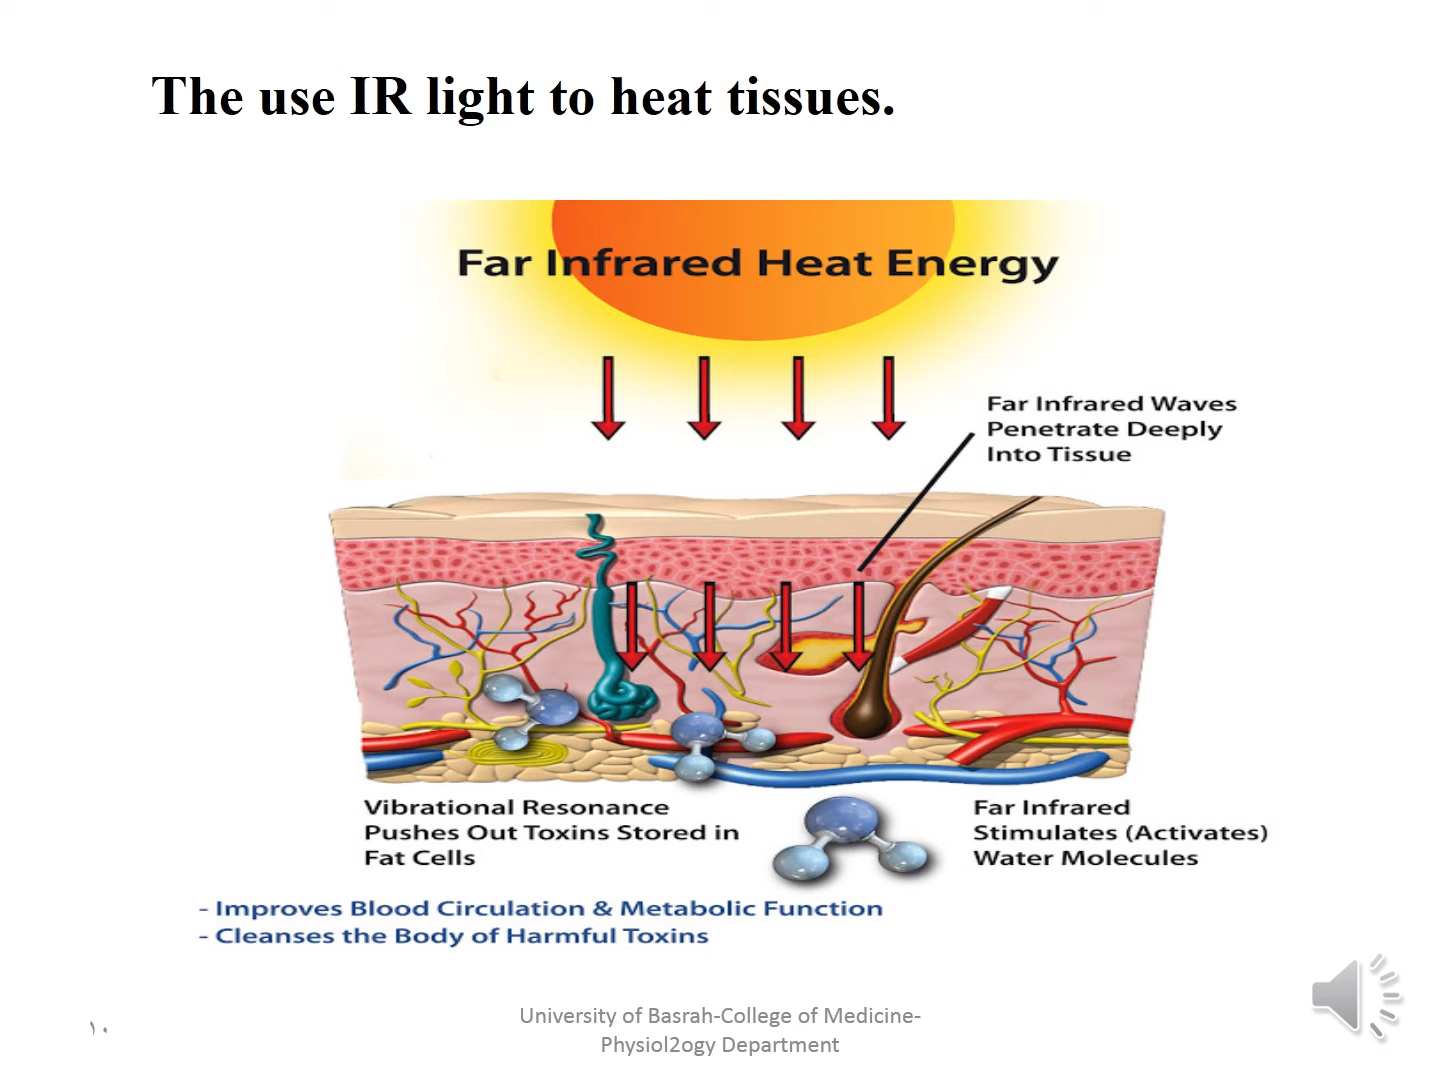 The use IR light to heat tissues.
Far Infrared Heat Energy
Far Infrared Waves
Penetrate Deeply
Into Tissue
Vibrational Resonance
Pushes Out Toxins Stored in
Fat Cells
Far Infrared
Stimulates (Activates)
Water Molecules
- Improves Blood Circulation & Metabolic Function
- Cleanses the Body of Harmful Toxins
١٠
University of Basrah-College of Medicine-
Physiol2ogy Department